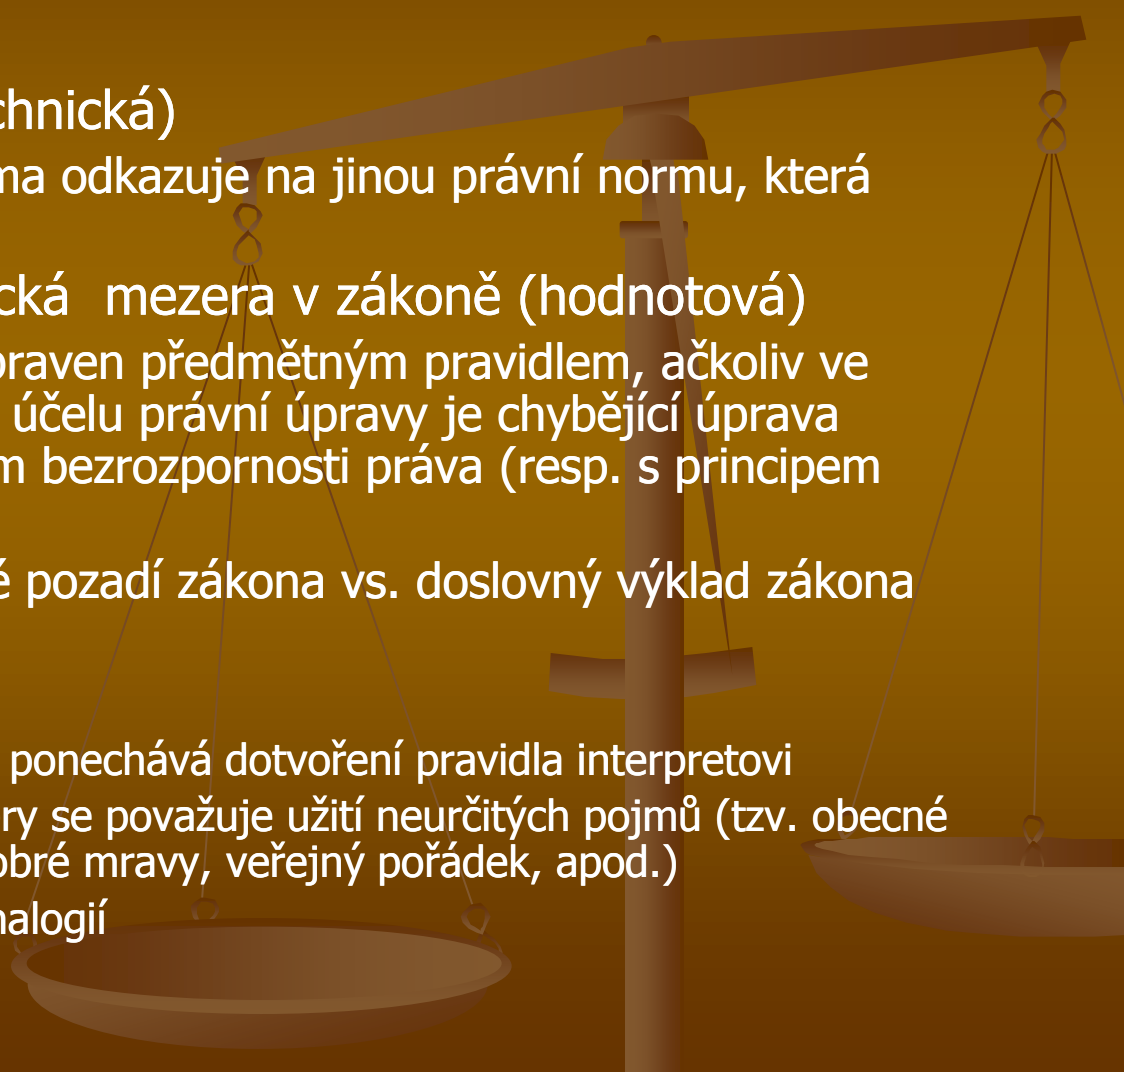 chnická)
ma odkazuje na jinou právní normu, která
cká mezera v zákoně (hodnotová)
praven předmětným pravidlem, ačkoliv ve
účelu právní úpravy je chybějící úprava
m bezrozpornosti práva (resp. s principem
é pozadí zákona vs. doslovný výklad zákona
ponechává dotvoření pravidla interpretovi
ry se považuje užití neurčitých pojmů (tzv. obecné
obré mravy, veřejný pořádek, apod.)
nalogií